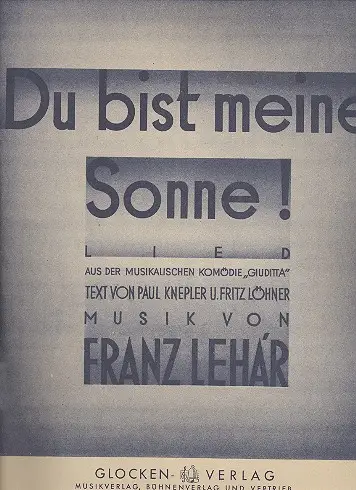 Du bist meine
Sonne!
LIED
AUS DER MUSIKALISCHEN KOMÖDIE „GIUDITTA"
TEXT VON PAUL KNEPLER U. FRITZ LÖHNER
MUSIK VON
FRANZ LEHÁR
GLOCKEN-VERLAG
MUSIKVERLAG, BÜHNENVERLAG UND VERTRIEB